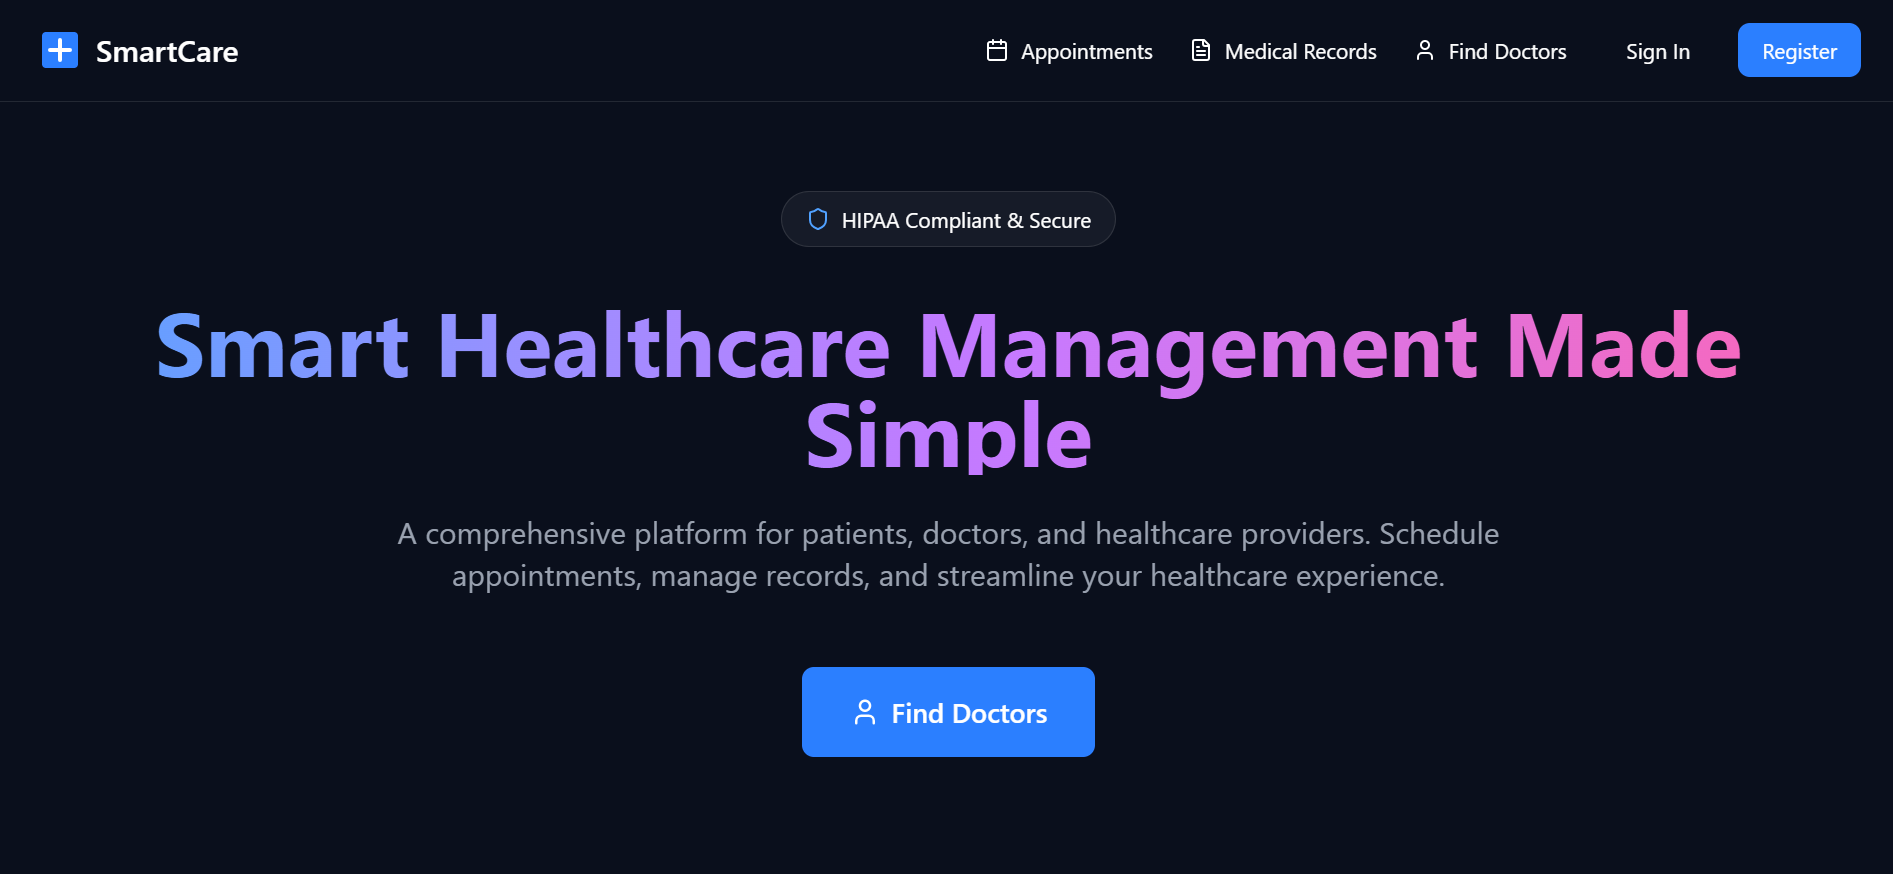 SmartCare
Appointments
Medical Records
Find Doctors
Sign In
Register
HIPAA Compliant & Secure
Smart Healthcare Management Made
Simple
A comprehensive platform for patients, doctors, and healthcare providers. Schedule
appointments, manage records, and streamline your healthcare experience.
Find Doctors